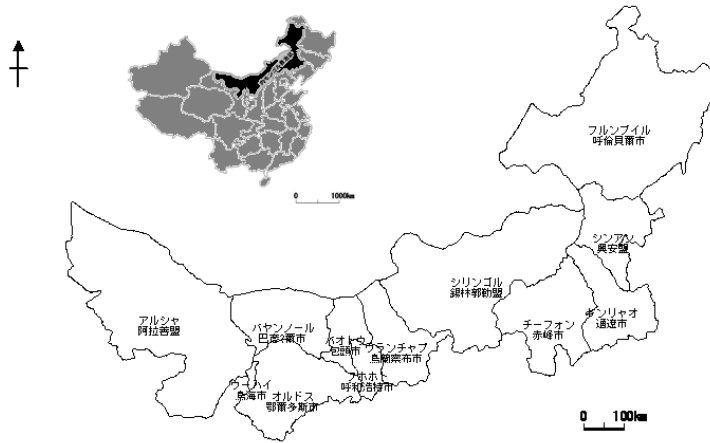 0 1000km
フルンブイル
呼倫貝爾市
シンアン
興安盟
シリンゴル
錫林郭勒盟
アルシャ
阿拉善盟
バヤンノール
巴彦
爾市
バオトウ
包頭市
ウランチャブ
烏蘭察布市
チーフォン
赤峰市
ンリャオ
通遼市
フホホト
呼和浩特市
ウーハイ
烏海市
オルドス
鄂爾多斯市
0 100km